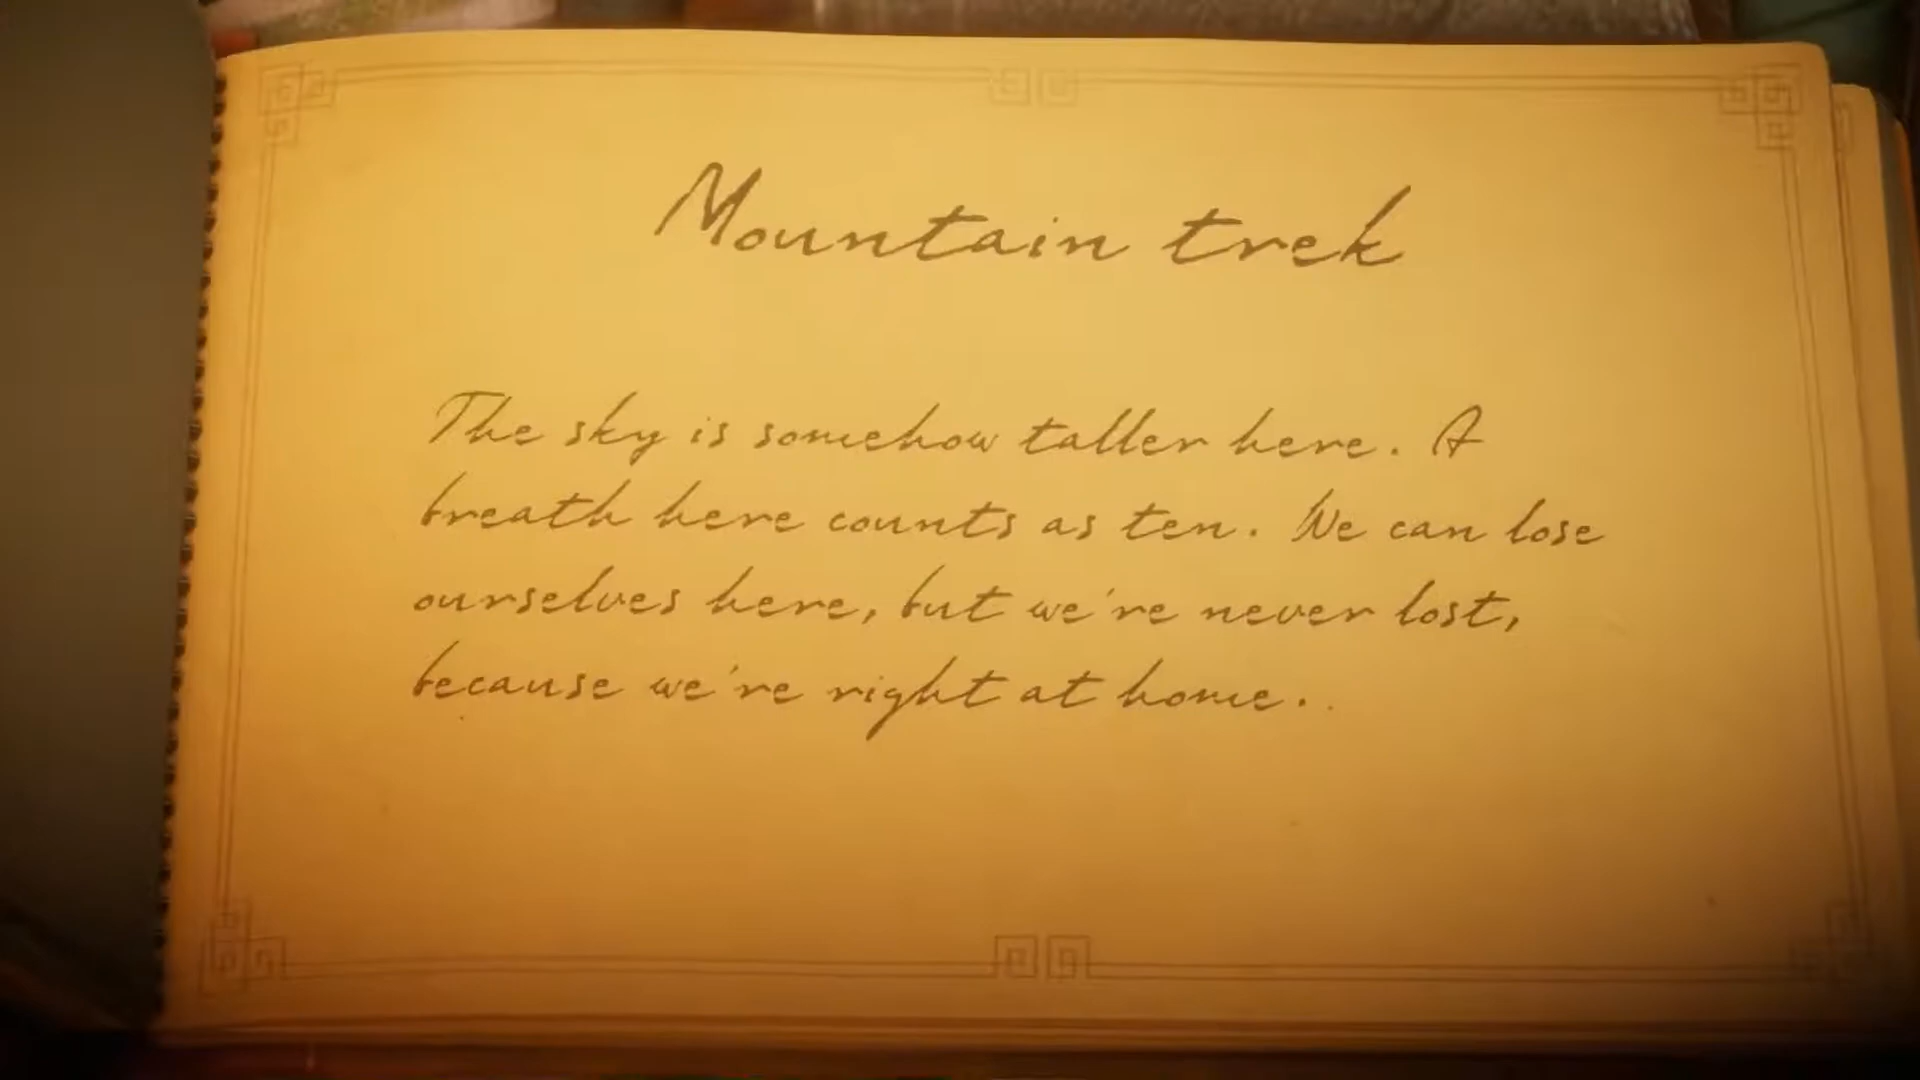 Mountain trek
The sky is somehow taller here. A
breath here counts as ten. We can lose
ourselves here, but we're never lost,
because we're right at home.